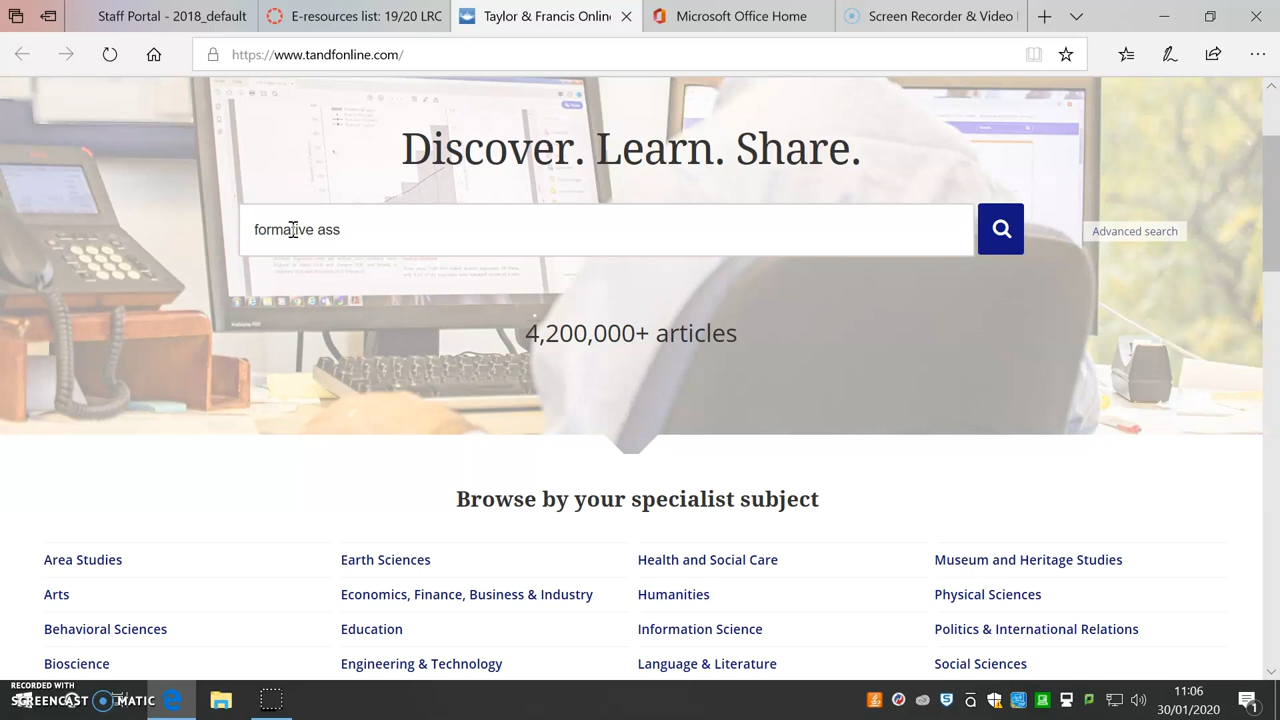 Staff Portal - 2018_default
E-resources list: 19/20 LRC
Taylor & Francis Onlin
Microsoft Office Home
Screen Recorder & Video
https://www.tandfonline.com/
Discover. Learn. Share.
formative ass
Advanced search
4,200,000+ articles
Browse by your specialist subject
Area Studies
Earth Sciences
Health and Social Care
Museum and Heritage Studies
Arts
Economics, Finance, Business & Industry
Humanities
Physical Sciences
Behavioral Sciences
Education
Information Science
Politics & International Relations
Bioscience
Engineering & Technology
Language & Literature
Social Sciences
RECORDED WITH
SCREENCAST MATIC
11:06
30/01/2020
1